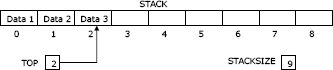 STACK
Data 1 Data 2 Data 3
0 1 2 3 4 5 6 7 8
TOP 2 STACKSIZE 9